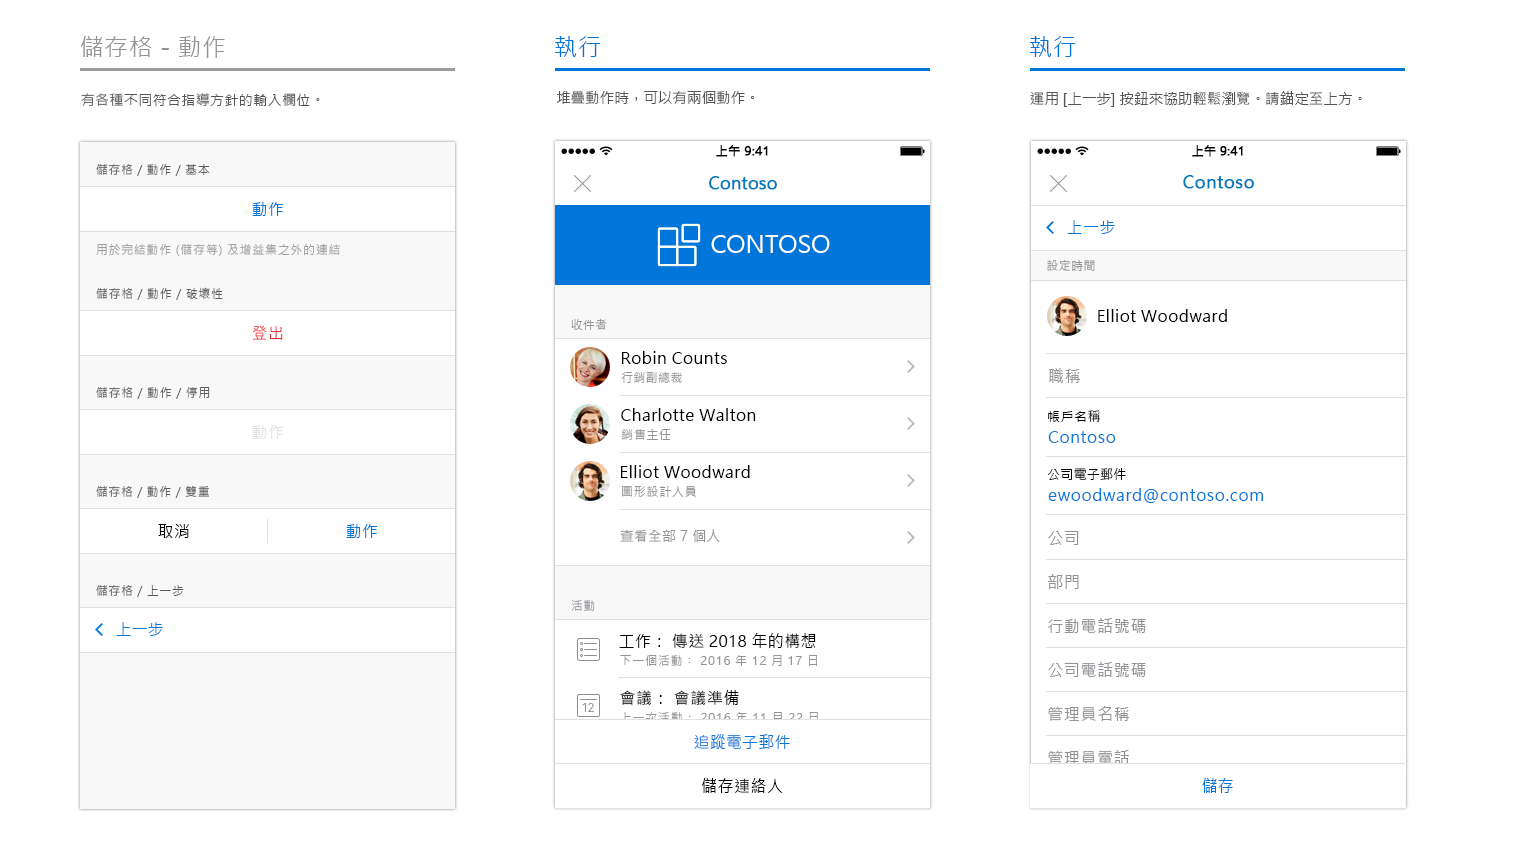 儲存格 - 動作
有各種不同符合指導方針的輸入欄位。
儲存格 / 動作 / 基本
動作
用於完結動作 (儲存等) 及增益集之外的連結
儲存格 / 動作 / 破壞性
登出
儲存格 / 動作 / 停用
動作
儲存格 / 動作 / 雙重
取消 動作
儲存格 / 上一步
上一步
執行
堆疊動作時，可以有兩個動作。
上午 9:41
Contoso
CONTOSO
收件者
Robin Counts
行銷副總裁
Charlotte Walton
銷售主任
Elliot Woodward
圖形設計人員
查看全部 7 個人
活動
工作： 傳送 2018 年的構想
下一個活動： 2016 年 12 月 17 日
會議： 會議準備
12
上一次活動： 2016 年 11 月 22 日
追蹤電子郵件
儲存連絡人
執行
運用 [上一步] 按鈕來協助輕鬆瀏覽。請錨定至上方。
上午 9:41
Contoso
上一步
設定時間
Elliot Woodward
職稱
帳戶名稱
Contoso
公司電子郵件
ewoodward@contoso.com
公司
部門
行動電話號碼
公司電話號碼
管理員名稱
管理員電話
儲存